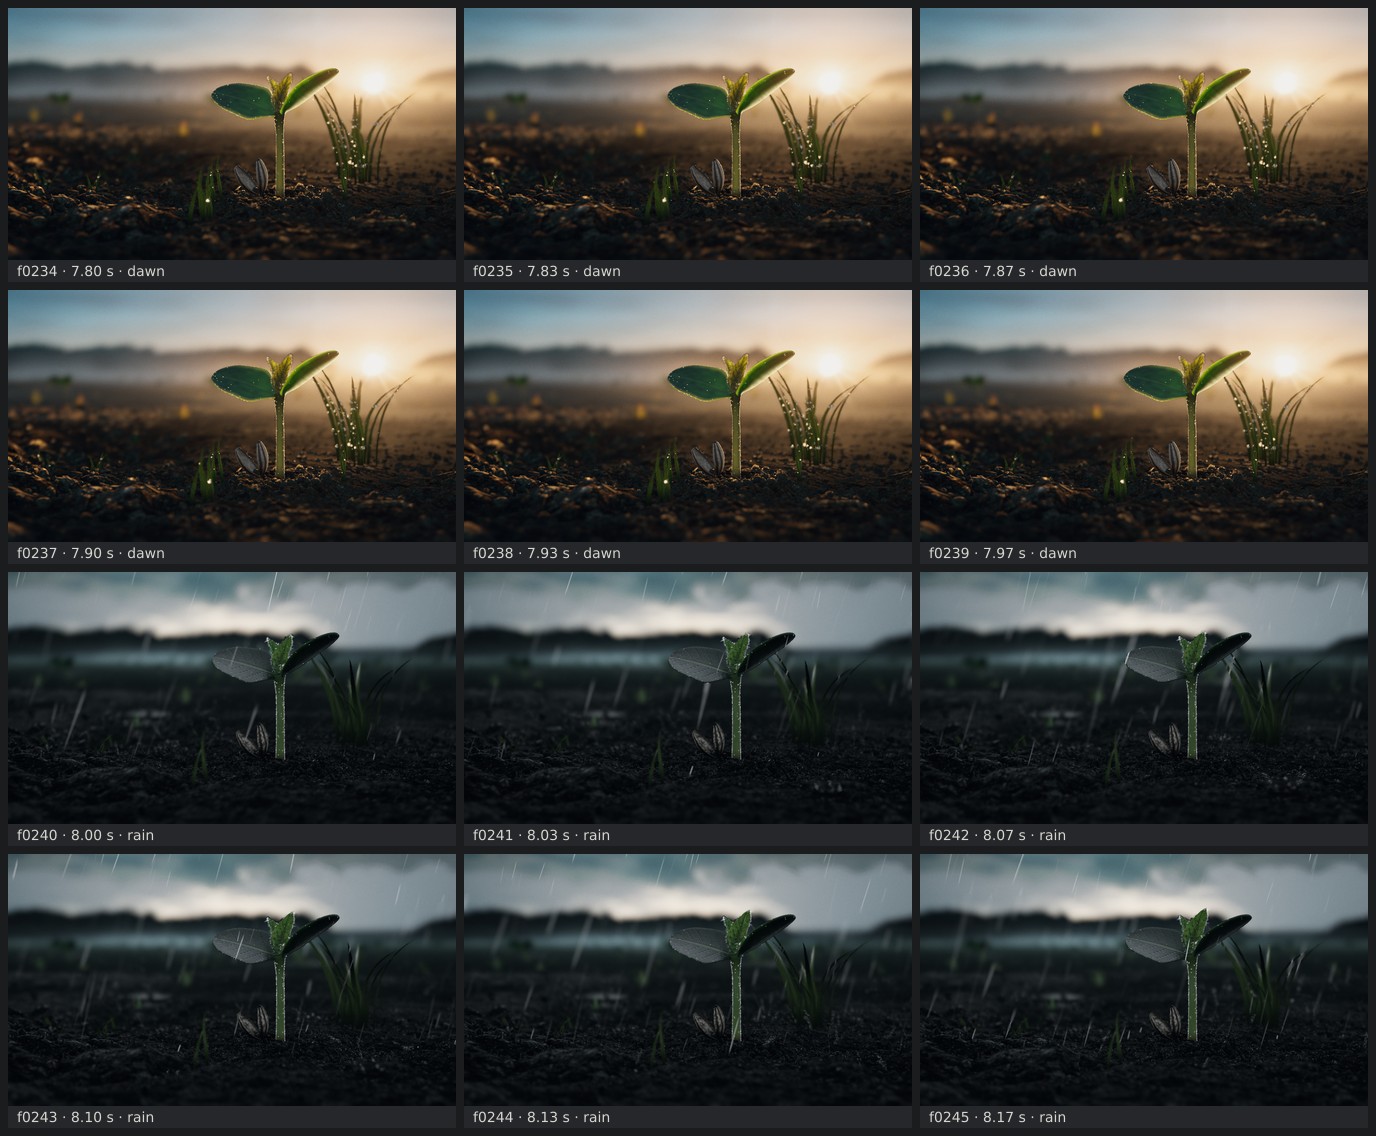 f0234 · 7.80 s · dawn
f0235 · 7.83 s · dawn
f0236 · 7.87 s · dawn
f0237 · 7.90 s · dawn
f0238 · 7.93 s · dawn
f0239 · 7.97 s · dawn
f0240 · 8.00 s · rain
f0241 · 8.03 s · rain
f0242 · 8.07 s · rain
f0243 · 8.10 s · rain
f0244 · 8.13 s · rain
f0245 · 8.17 s · rain